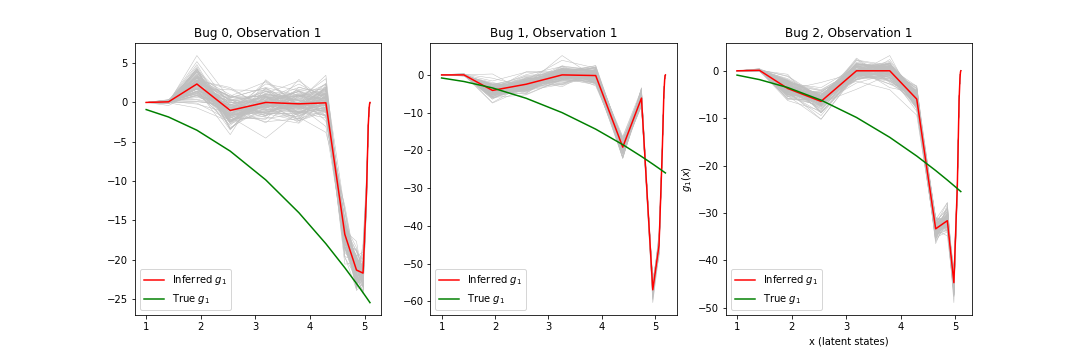 Bug 0, Observation 1
5
0
−5
−10
−15
−20
−25
1 2 3 4 5
Inferred g₁
True g₁
Bug 1, Observation 1
0
−10
−20
−30
−40
−50
−60
1 2 3 4 5
Inferred g₁
True g₁
Bug 2, Observation 1
g₁(x)
0
−10
−20
−30
−40
−50
1 2 3 4 5
x (latent states)
Inferred g₁
True g₁